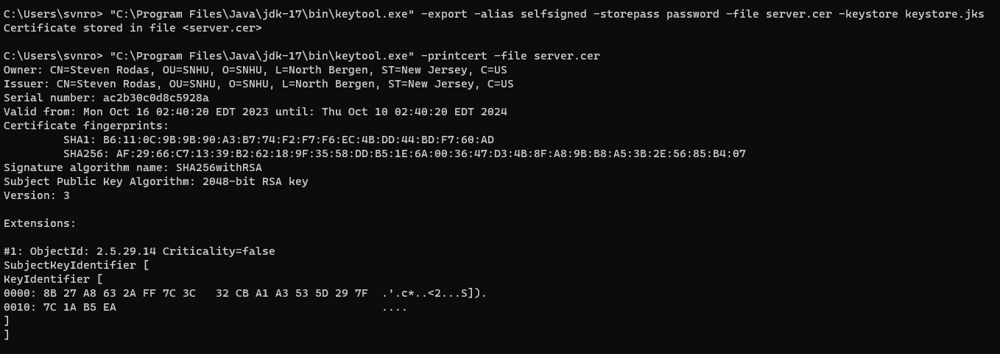 C:\Users\svnro> "C:\Program Files\Java\jdk-17\bin\keytool.exe" -export -alias selfsigned -storepass password -file server.cer -keystore keystore.jks
Certificate stored in file <server.cer>
C:\Users\svnro> "C:\Program Files\Java\jdk-17\bin\keytool.exe" -printcert -file server.cer
Owner: CN=Steven Rodas, OU=SNHU, O=SNHU, L=North Bergen, ST=New Jersey, C=US
Issuer: CN=Steven Rodas, OU=SNHU, O=SNHU, L=North Bergen, ST=New Jersey, C=US
Serial number: ac2b30c0d8c5928a
Valid from: Mon Oct 16 02:40:20 EDT 2023 until: Thu Oct 10 02:40:20 EDT 2024
Certificate fingerprints:
SHA1: B6:11:0C:9B:9B:90:A3:B7:74:F2:F7:F6:EC:4B:DD:44:BD:F7:60:AD
SHA256: AF:29:66:C7:13:39:B2:62:18:9F:35:58:DD:B5:1E:6A:00:36:47:D3:4B:8F:A8:9B:B8:A5:3B:2E:56:85:B4:07
Signature algorithm name: SHA256withRSA
Subject Public Key Algorithm: 2048-bit RSA key
Version: 3
Extensions:
#1: ObjectId: 2.5.29.14 Criticality=false
SubjectKeyIdentifier [
KeyIdentifier [
0000: 8B 27 A8 63 2A FF 7C 3C   32 CB A1 A3 53 5D 29 7F  .'.c*..<2...S]).
0010: 7C 1A B5 EA                                        ....
]
]